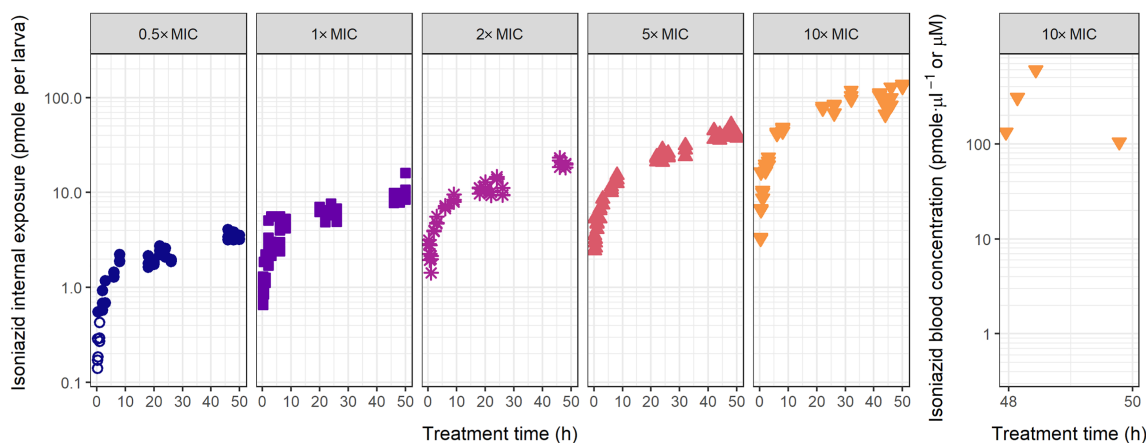 0.5× MIC
1× MIC
2× MIC
5× MIC
10× MIC
10× MIC
Isoniazid internal exposure (pmole per larva)
100.0
10.0
1.0
0.1
0 10 20 30 40 50
0 10 20 30 40 50
0 10 20 30 40 50
0 10 20 30 40 50
0 10 20 30 40 50
Treatment time (h)
Isoniazid blood concentration (pmole·μl⁻¹ or μM)
100
10
1
48 50
Treatment time (h)